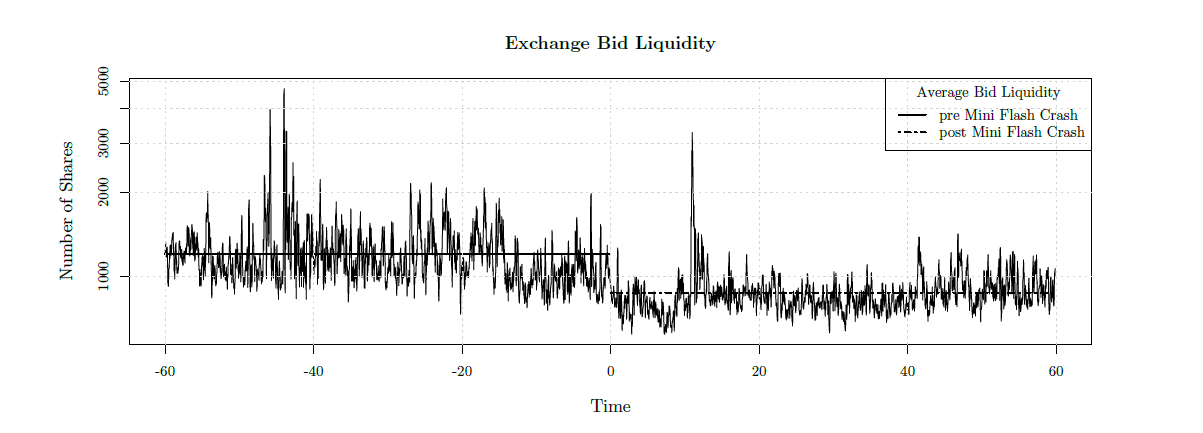 Exchange Bid Liquidity
Average Bid Liquidity
pre Mini Flash Crash
post Mini Flash Crash
Number of Shares
5000
3000
2000
1000
-60
-40
-20
0
20
40
60
Time